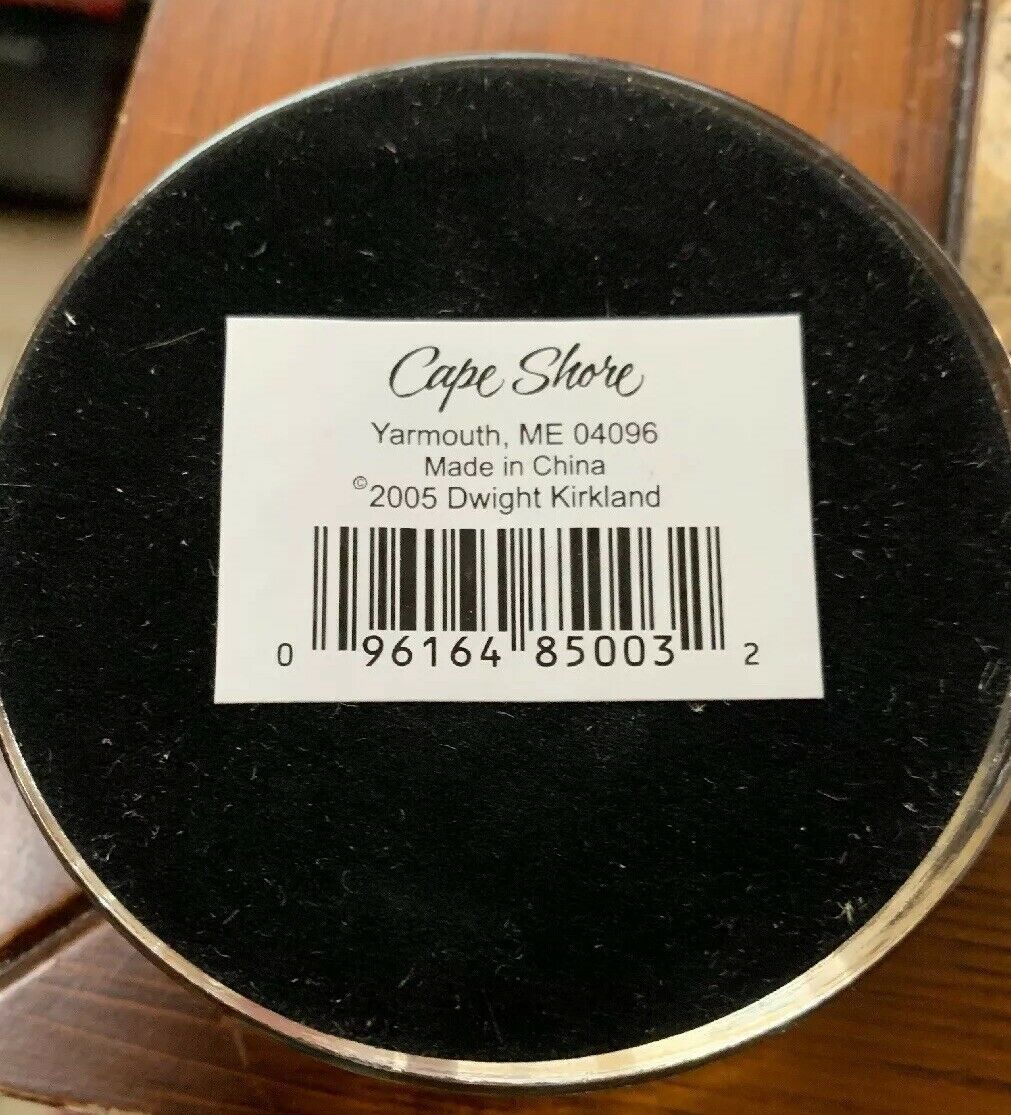 Cape Shore
Yarmouth, ME 04096
Made in China
©2005 Dwight Kirkland
0 96164 85003 2